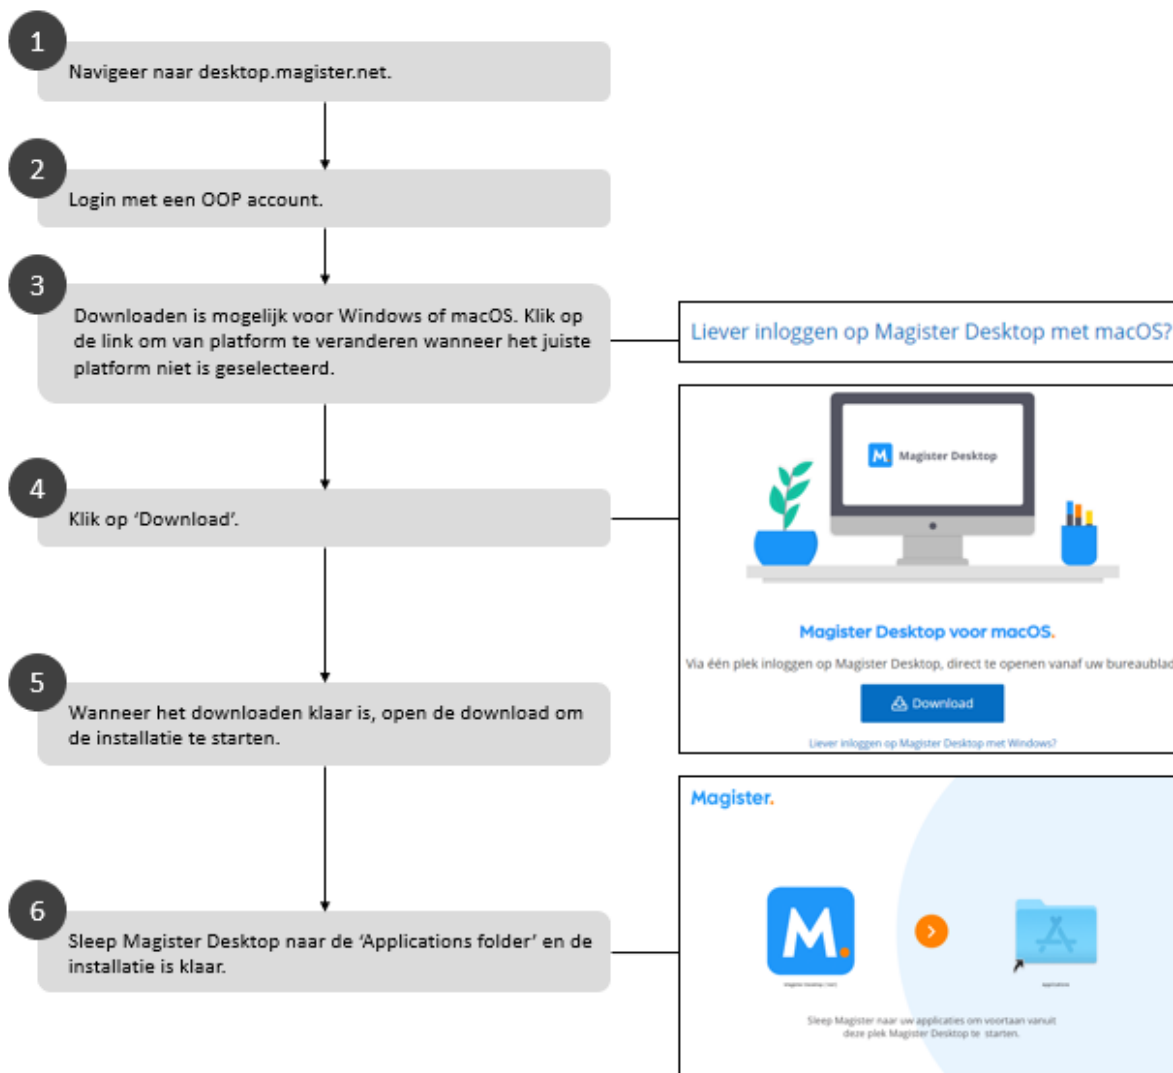 1
Navigeer naar desktop.magister.net.
2
Login met een OOP account.
3
Downloaden is mogelijk voor Windows of macOS. Klik op
de link om van platform te veranderen wanneer het juiste
platform niet is geselecteerd.
Liever inloggen op Magister Desktop met macOS?
4
Klik op ‘Download’.
M.
Magister Desktop
Magister Desktop voor macOS.
Via één plek inloggen op Magister Desktop, direct te openen vanaf uw bureaublad
Download
Liever inloggen op Magister Desktop met Windows?
5
Wanneer het downloaden klaar is, open de download om
de installatie te starten.
6
Sleep Magister Desktop naar de ‘Applications folder’ en de
installatie is klaar.
Magister.
M.
Applications
Sleep Magister naar uw applicaties om voortaan vanuit
deze plek Magister Desktop te starten.